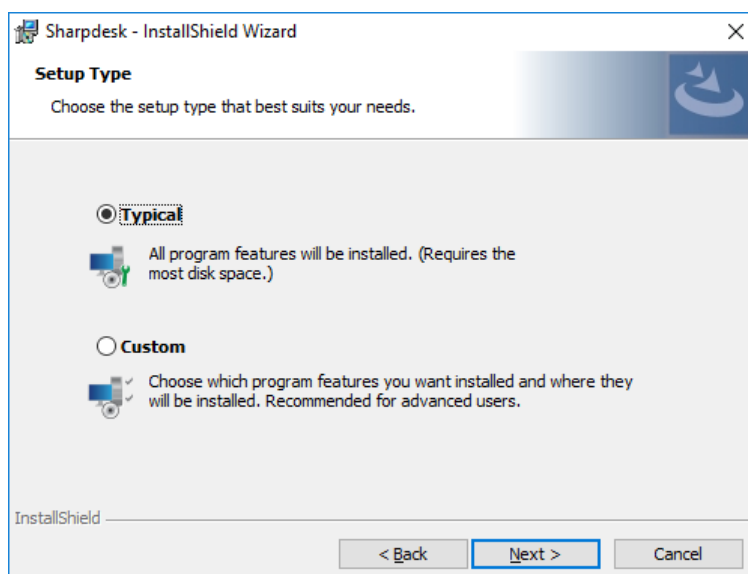 Sharpdesk - InstallShield Wizard
Setup Type
Choose the setup type that best suits your needs.
Typical
All program features will be installed. (Requires the
most disk space.)
Custom
Choose which program features you want installed and where they
will be installed. Recommended for advanced users.
InstallShield
< Back Next > Cancel